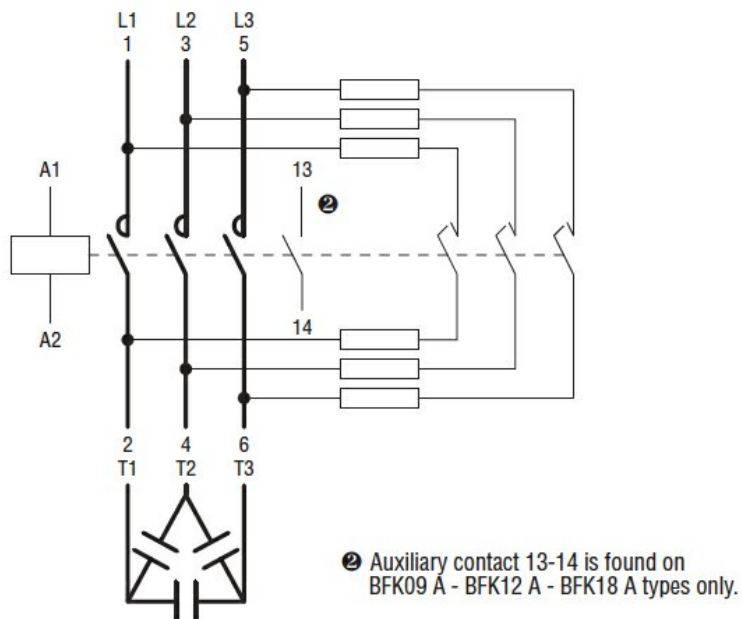 L1 L2 L3
1 3 5
A1
13
❷
14
A2
2 4 6
T1 T2 T3
❷ Auxiliary contact 13-14 is found on
BFK09 A - BFK12 A - BFK18 A types only.